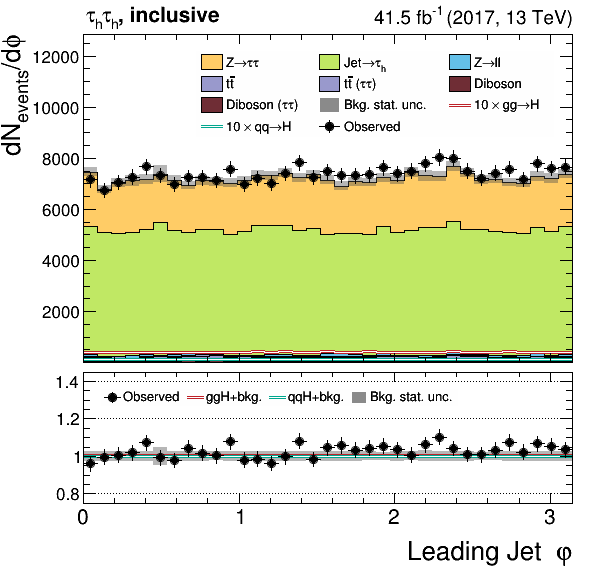 τₕτₕ, inclusive 41.5 fb⁻¹ (2017, 13 TeV)
dN_events/dφ
12000
10000
8000
6000
4000
2000
Z→ττ Jet→τₕ Z→ll
tt̄ tt̄ (ττ) Diboson
Diboson (ττ) Bkg. stat. unc. 10 × gg→H
10 × qq→H Observed
1.4
1.2
1
0.8
Observed ggH+bkg. qqH+bkg. Bkg. stat. unc.
0 1 2 3
Leading Jet φ